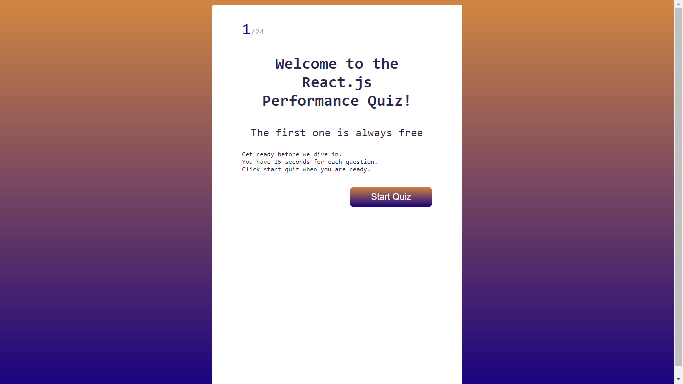 1/24
Welcome to the
React.js
Performance Quiz!
The first one is always free
Get ready before we dive in.
You have 25 seconds for each question.
Click start quiz when you are ready.
Start Quiz